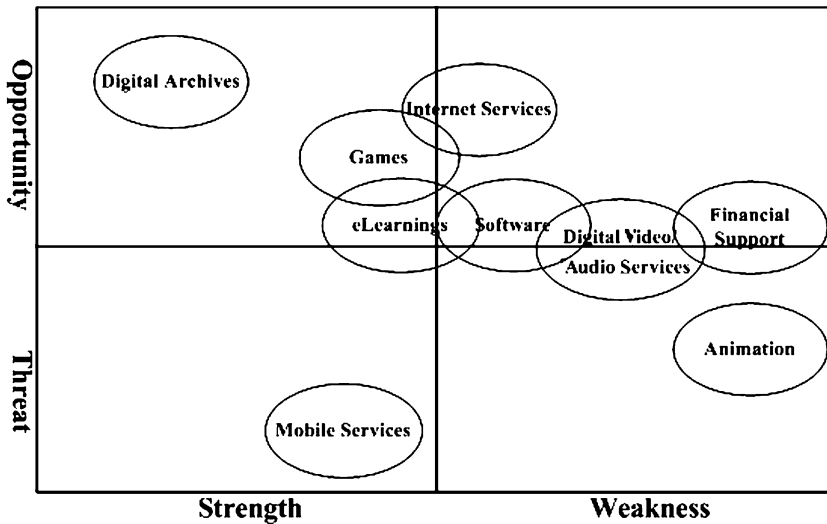 Opportunity
Threat
Digital Archives
Internet Services
Games
eLearnings
Software
Digital Video/
Audio Services
Financial
Support
Animation
Mobile Services
Strength
Weakness